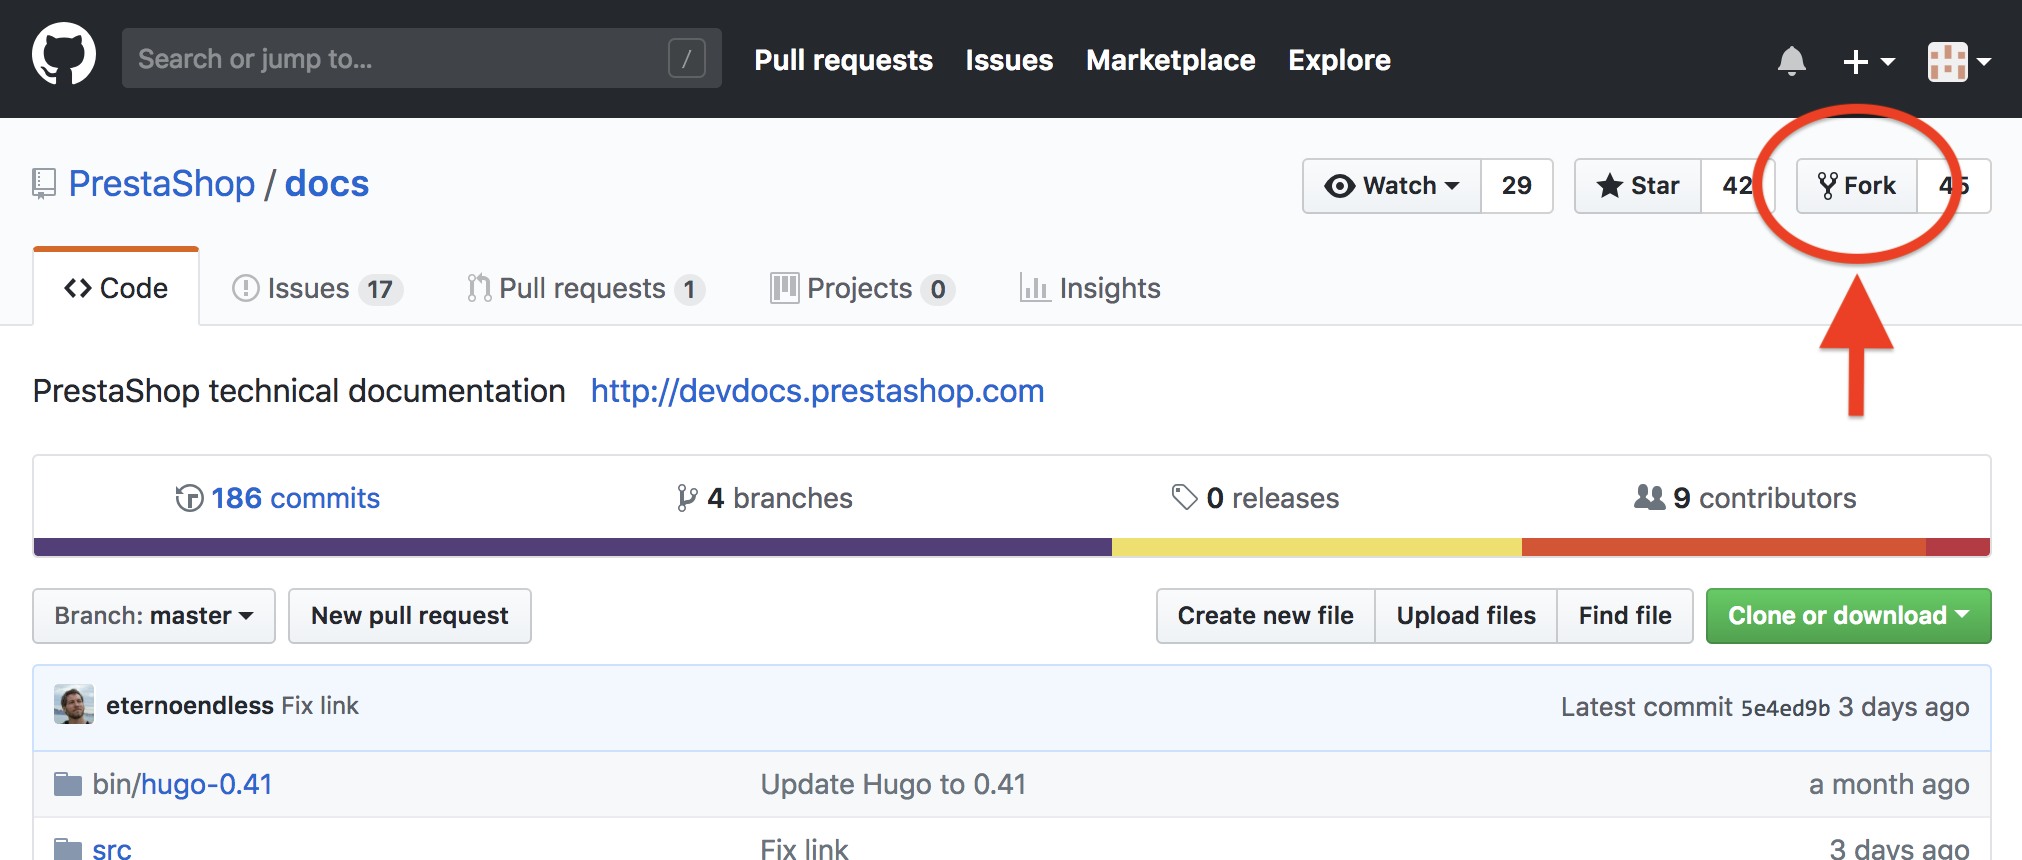 Search or jump to... / Pull requests Issues Marketplace Explore
PrestaShop / docs Watch 29 Star 42 Fork 45
Code Issues 17 Pull requests 1 Projects 0 Insights
PrestaShop technical documentation http://devdocs.prestashop.com
186 commits 4 branches 0 releases 9 contributors
Branch: master New pull request Create new file Upload files Find file Clone or download
eternoendless Fix link Latest commit 5e4ed9b 3 days ago
bin/hugo-0.41 Update Hugo to 0.41 a month ago
src Fix link 3 days ago